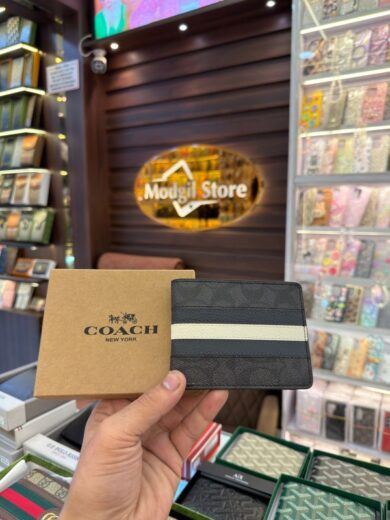 Modgil Store
COACH
NEW YORK